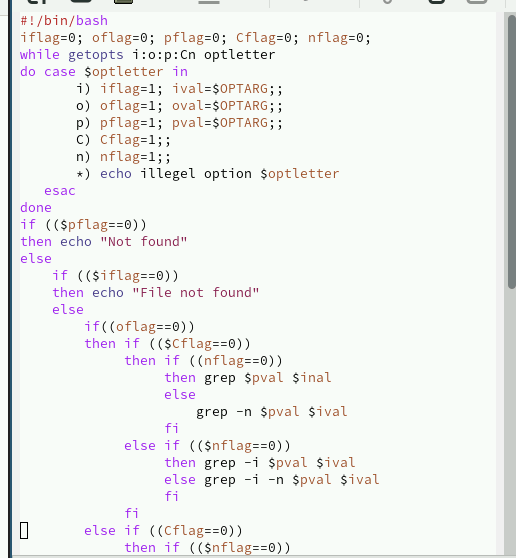 #!/bin/bash
iflag=0; oflag=0; pflag=0; Cflag=0; nflag=0;
while getopts i:o:p:Cn optletter
do case $optletter in
i) iflag=1; ival=$OPTARG;;
o) oflag=1; oval=$OPTARG;;
p) pflag=1; pval=$OPTARG;;
C) Cflag=1;;
n) nflag=1;;
*) echo illegel option $optletter
esac
done
if (($pflag==0))
then echo "Not found"
else
if (($iflag==0))
then echo "File not found"
else
if((oflag==0))
then if (($Cflag==0))
then if ((nflag==0))
then grep $pval $inal
else
grep -n $pval $ival
fi
else if (($nflag==0))
then grep -i $pval $ival
else grep -i -n $pval $ival
fi
fi
else if ((Cflag==0))
then if (($nflag==0))